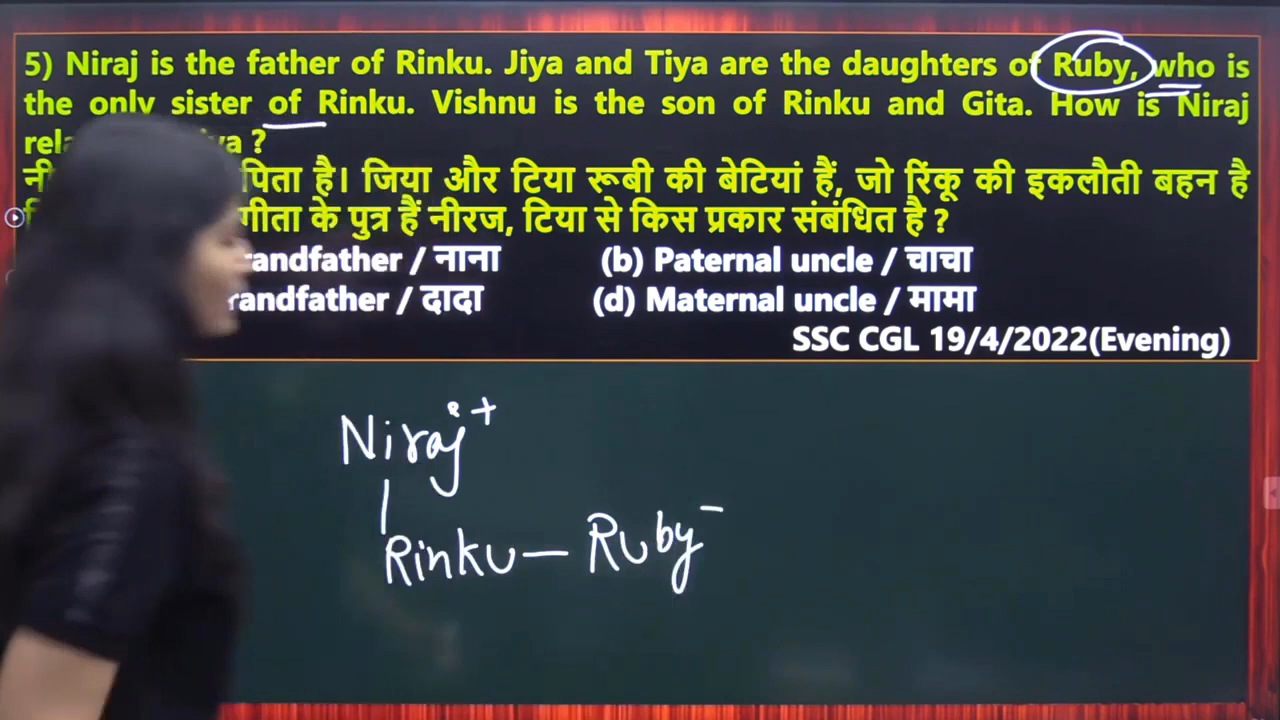 5) Niraj is the father of Rinku. Jiya and Tiya are the daughters of Ruby, who is
the only sister of Rinku. Vishnu is the son of Rinku and Gita. How is Niraj
?
पिता है। जिया और टिया रूबी की बेटियां हैं, जो रिंकू की इकलौती बहन है
गीता के पुत्र हैं नीरज, टिया से किस प्रकार संबंधित है ?
randfather / नाना (b) Paternal uncle / चाचा
randfather / दादा (d) Maternal uncle / मामा
SSC CGL 19/4/2022(Evening)
Niraj +
Rinku — Ruby -